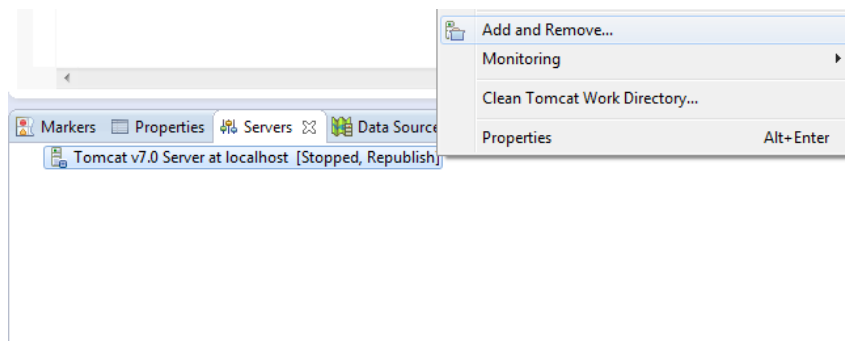 Add and Remove...
Monitoring
Clean Tomcat Work Directory...
Properties Alt+Enter
Markers Properties Servers Data Source
Tomcat v7.0 Server at localhost [Stopped, Republish]